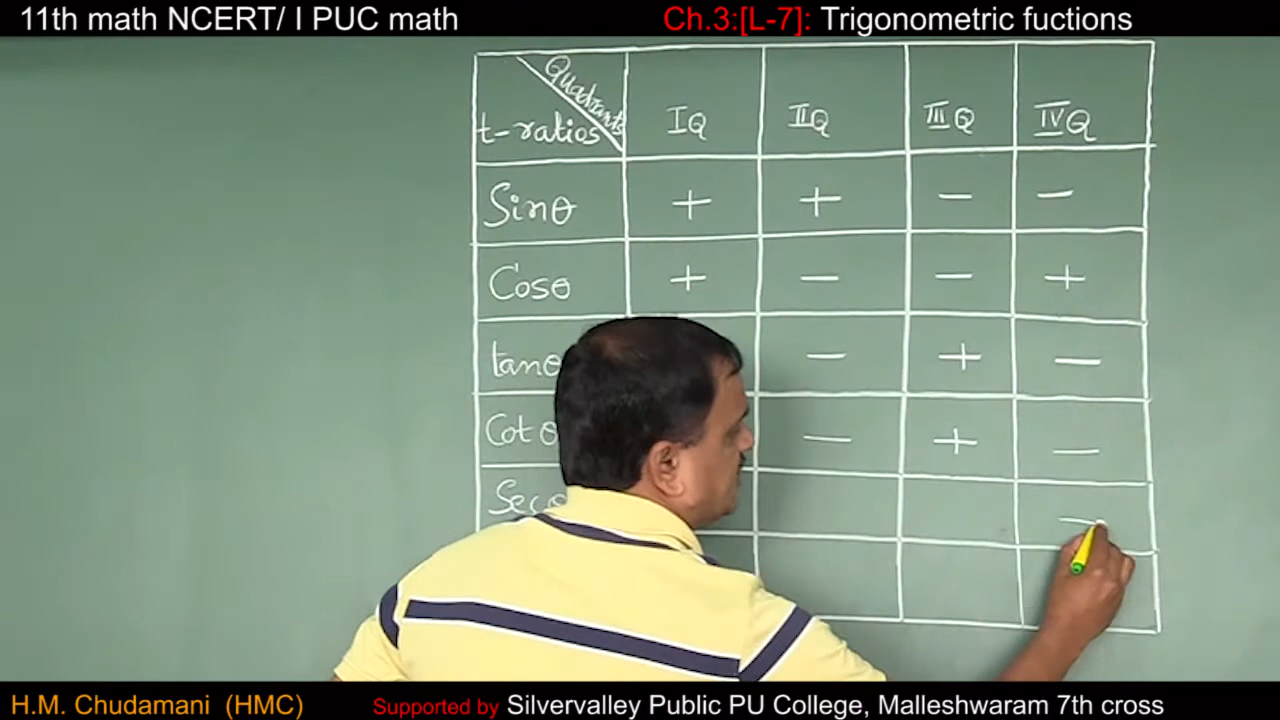 11th math NCERT/ I PUC math Ch.3:[L-7]: Trigonometric fuctions
Quadrants
t-ratios IQ IIQ IIIQ IVQ
Sinθ + + − −
Cosθ + − − +
tanθ − + −
Cot θ − + −
Sec −
H.M. Chudamani (HMC) Supported by Silvervalley Public PU College, Malleshwaram 7th cross